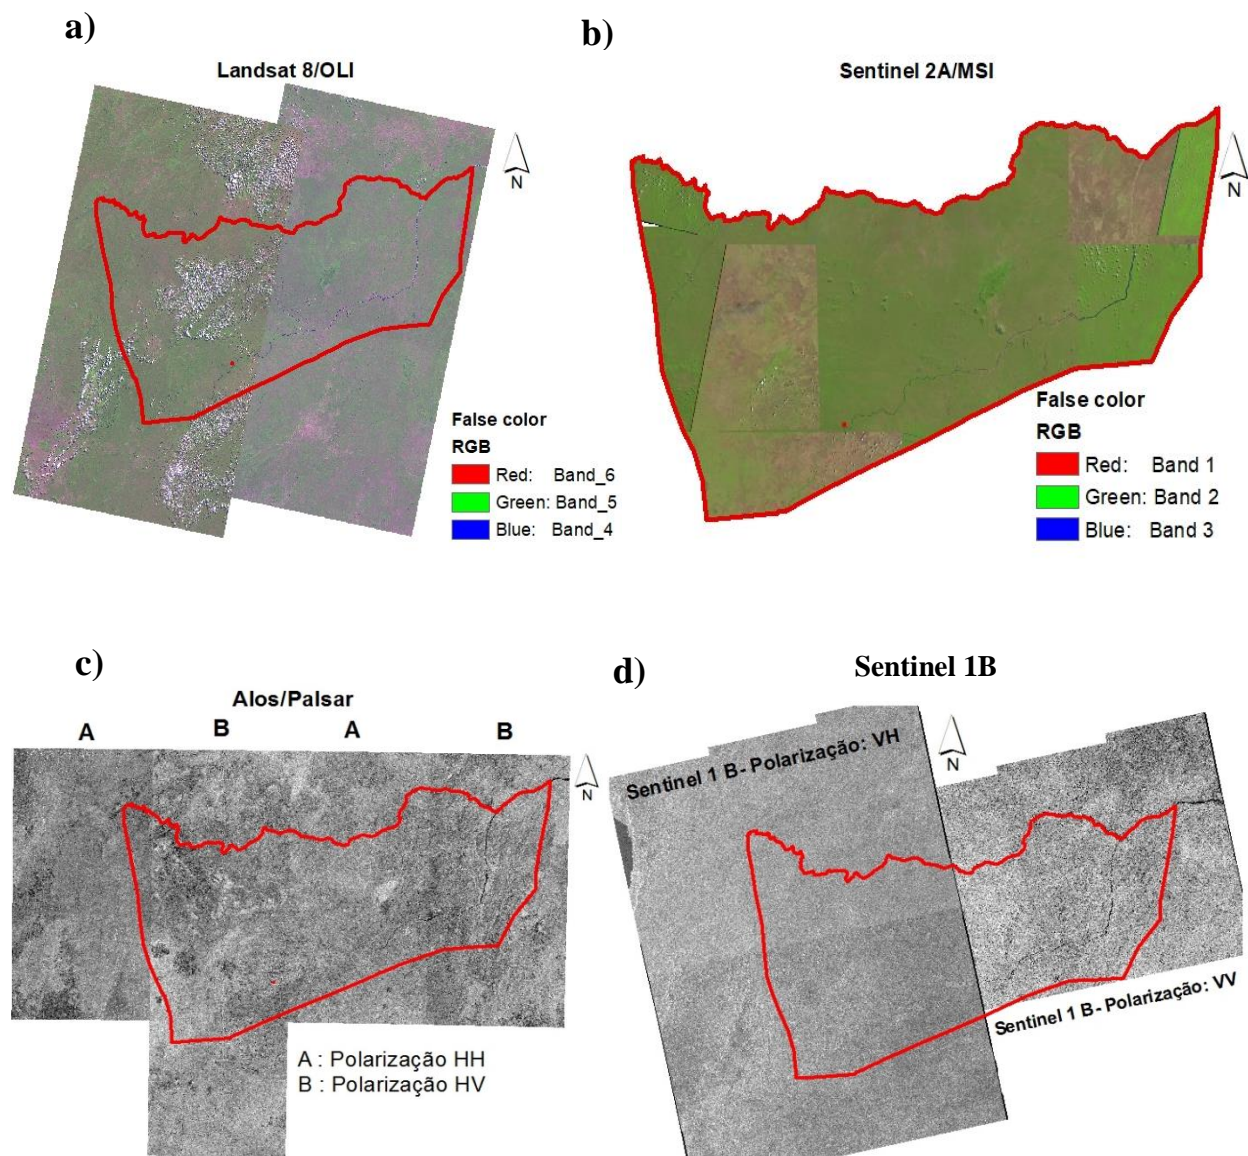 a)
Landsat 8/OLI
N
False color
RGB
Red: Band_6
Green: Band_5
Blue: Band_4
b)
Sentinel 2A/MSI
N
False color
RGB
Red: Band 1
Green: Band 2
Blue: Band 3
c)
Alos/Palsar
A B A B
N
A : Polarização HH
B : Polarização HV
d)
Sentinel 1B
N
Sentinel 1 B- Polarização: VH
Sentinel 1 B- Polarização: VV